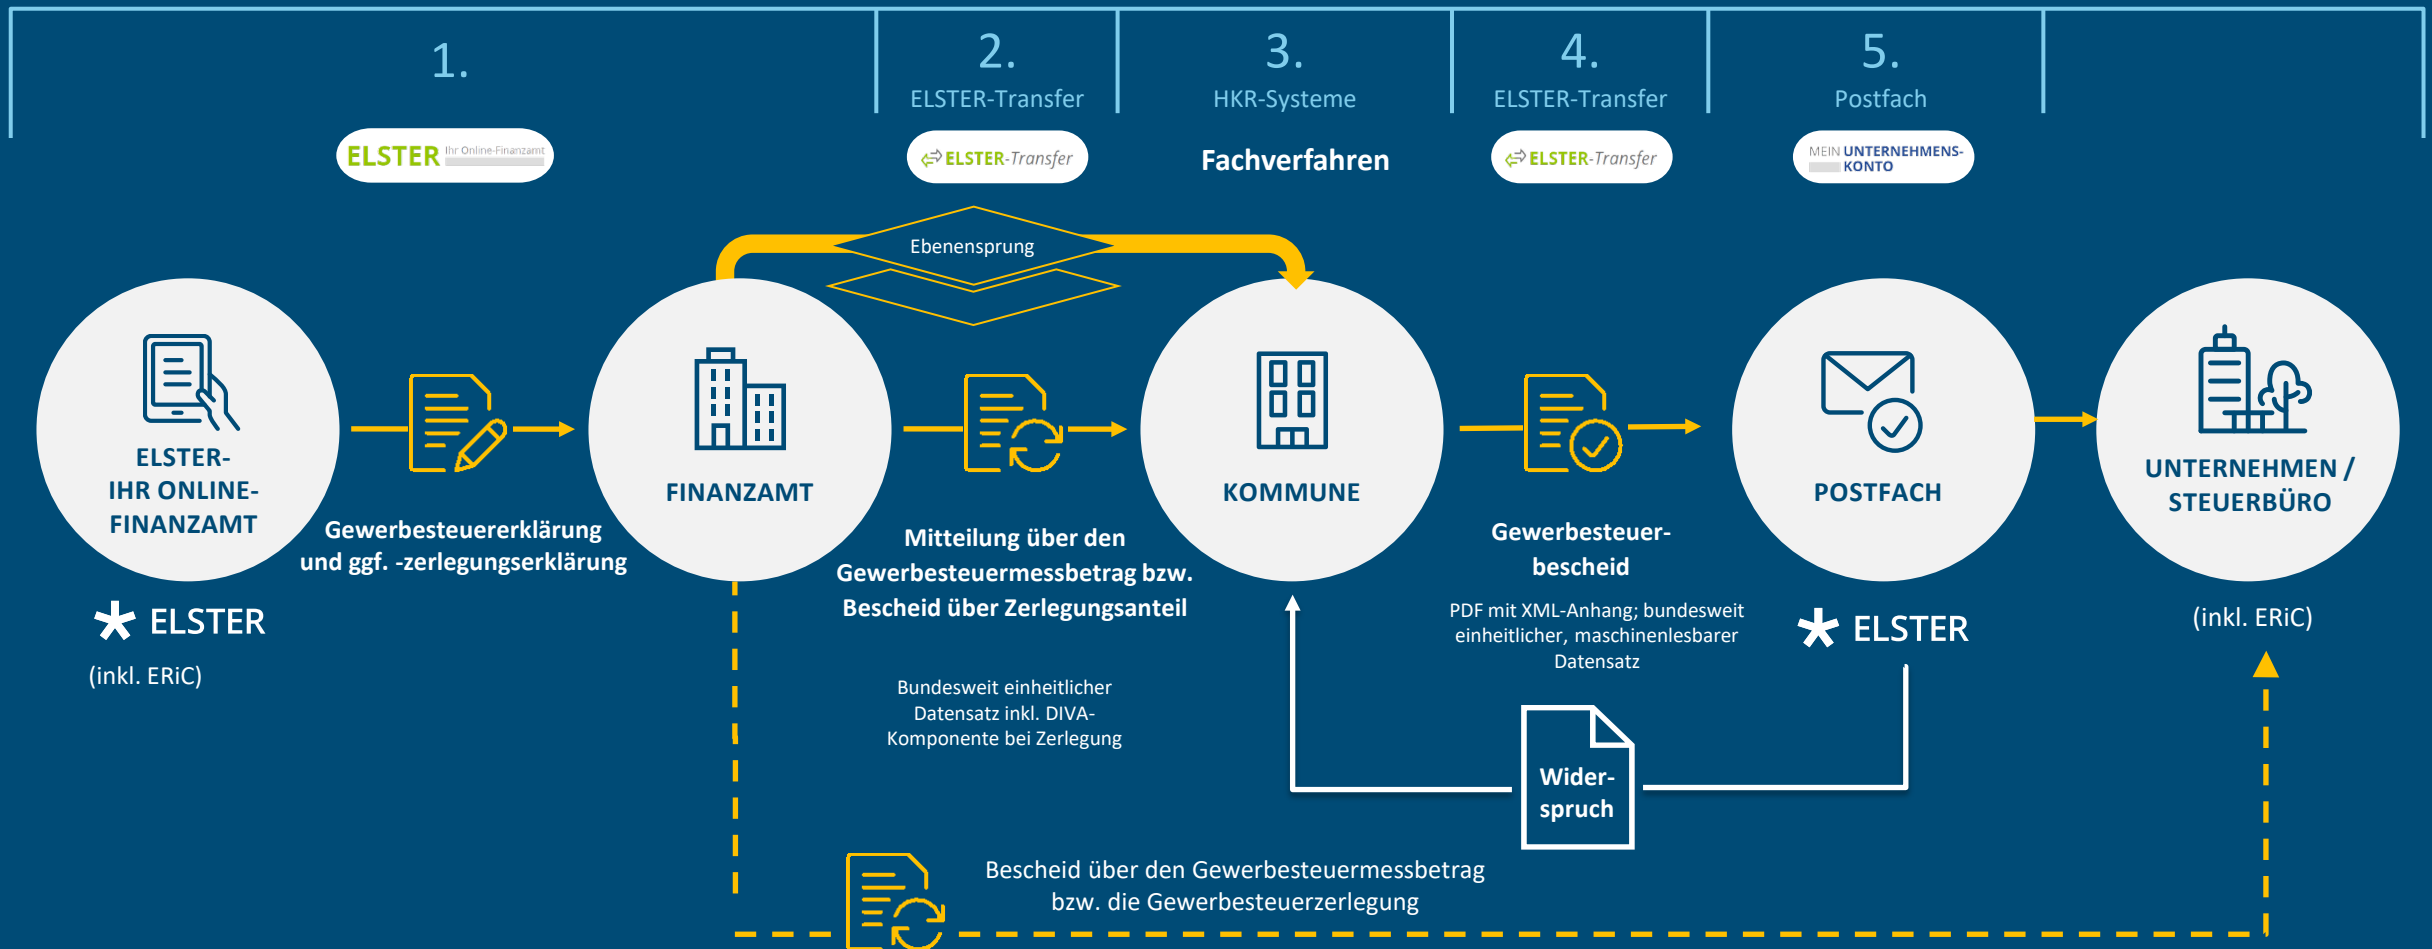 1.
2.
ELSTER-Transfer
3.
HKR-Systeme
4.
ELSTER-Transfer
5.
Postfach
ELSTER Ihr Online-Finanzamt
ELSTER-Transfer
Fachverfahren
ELSTER-Transfer
MEIN UNTERNEHMENS-
KONTO
Ebenensprung
ELSTER-
IHR ONLINE-
FINANZAMT
ELSTER
(inkl. ERiC)
Gewerbesteuererklärung
und ggf. -zerlegungserklärung
FINANZAMT
Mitteilung über den
Gewerbesteuermessbetrag bzw.
Bescheid über Zerlegungsanteil
Bundesweit einheitlicher
Datensatz inkl. DIVA-
Komponente bei Zerlegung
KOMMUNE
Gewerbesteuer-
bescheid
PDF mit XML-Anhang; bundesweit
einheitlicher, maschinenlesbarer
Datensatz
POSTFACH
ELSTER
UNTERNEHMEN /
STEUERBÜRO
(inkl. ERiC)
Wider-
spruch
Bescheid über den Gewerbesteuermessbetrag
bzw. die Gewerbesteuerzerlegung